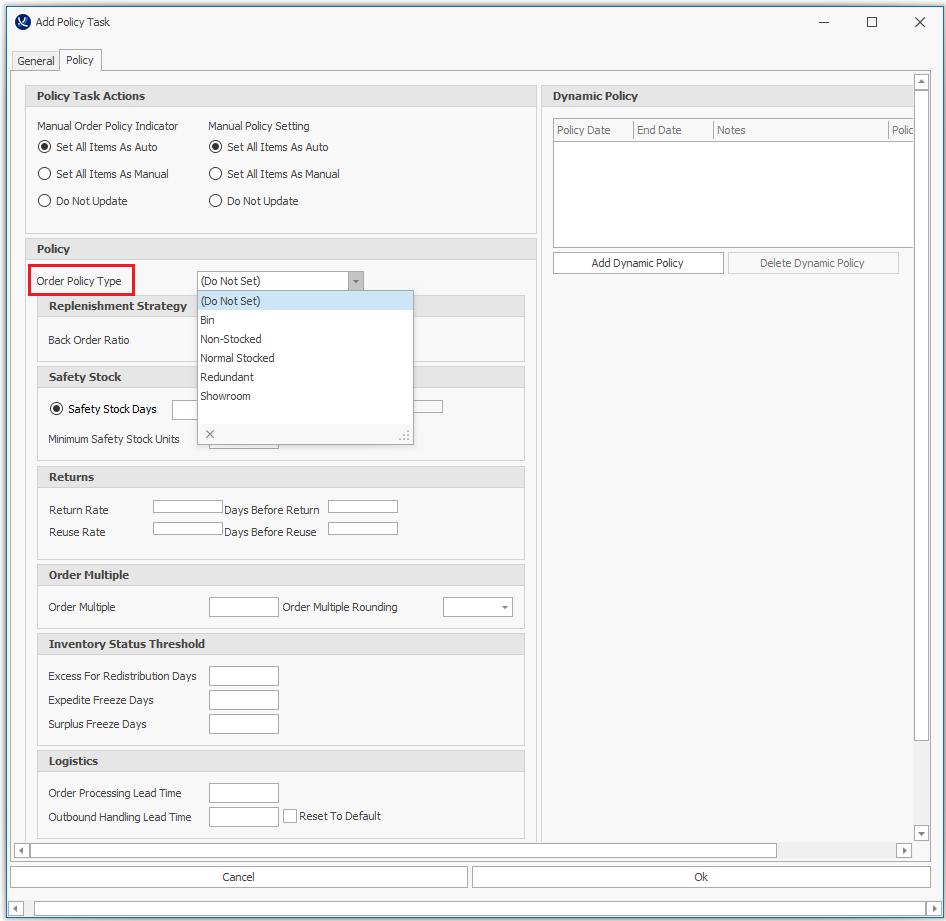 Add Policy Task
General Policy
Policy Task Actions
Manual Order Policy Indicator Manual Policy Setting
Set All Items As Auto Set All Items As Auto
Set All Items As Manual Set All Items As Manual
Do Not Update Do Not Update
Policy
Order Policy Type (Do Not Set)
(Do Not Set)
Bin
Non-Stocked
Normal Stocked
Redundant
Showroom
Replenishment Strategy
Back Order Ratio
Safety Stock
Safety Stock Days
Minimum Safety Stock Units
Returns
Return Rate Days Before Return
Reuse Rate Days Before Reuse
Order Multiple
Order Multiple Order Multiple Rounding
Inventory Status Threshold
Excess For Redistribution Days
Expedite Freeze Days
Surplus Freeze Days
Logistics
Order Processing Lead Time
Outbound Handling Lead Time Reset To Default
Dynamic Policy
Policy Date End Date Notes Polic
Add Dynamic Policy Delete Dynamic Policy
Cancel Ok